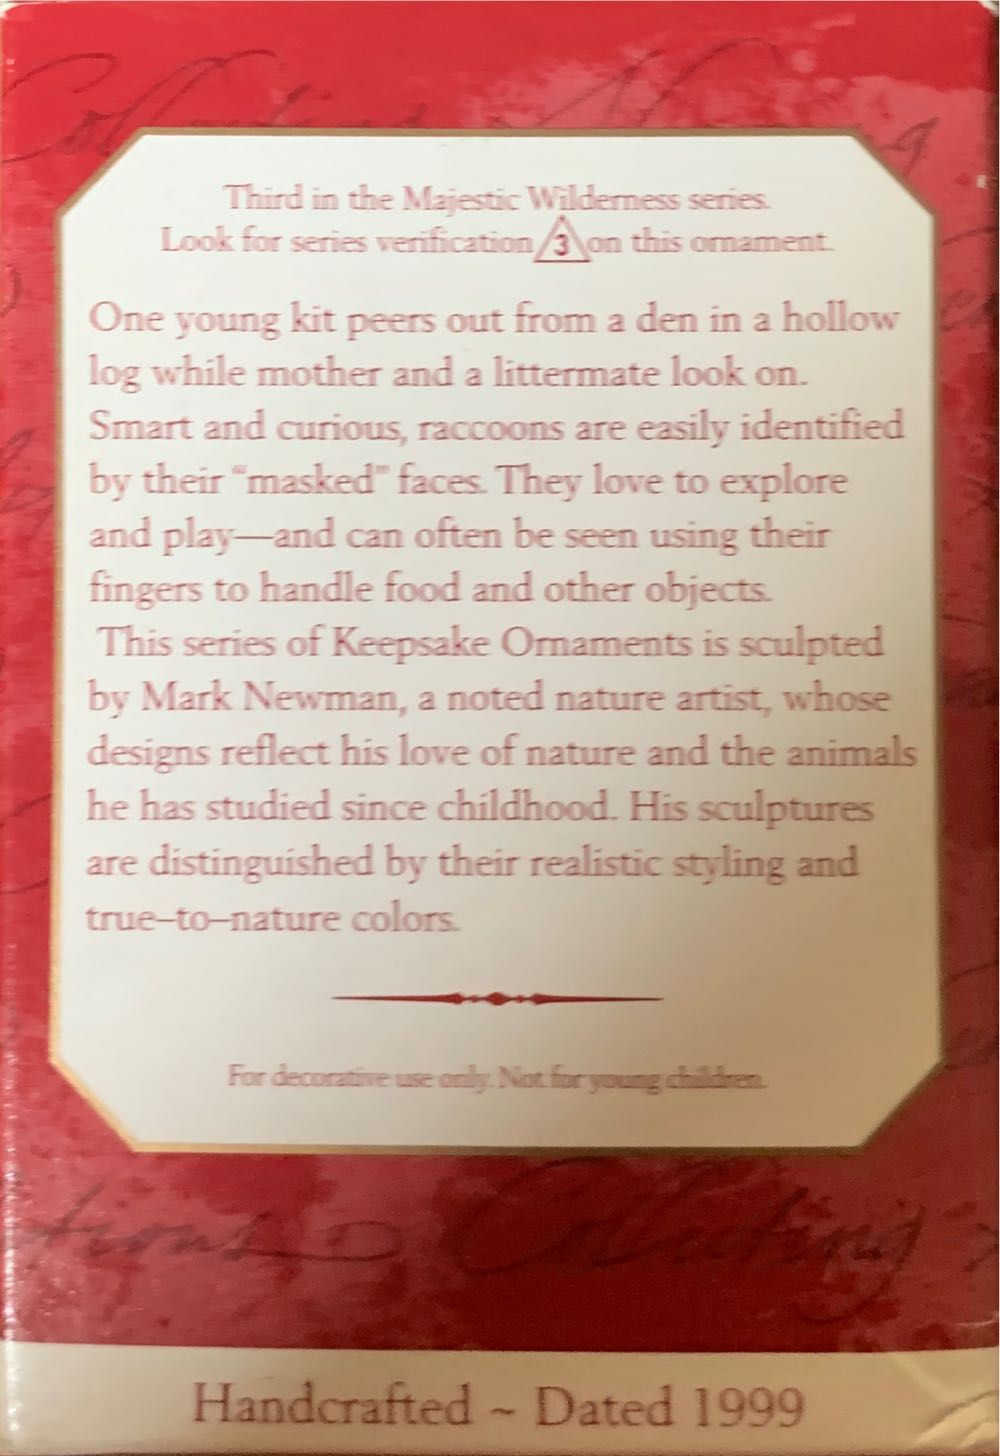 Collecting
Third in the Majestic Wilderness series.
Look for series verification 3 on this ornament.
One young kit peers out from a den in a hollow
log while mother and a littermate look on.
Smart and curious, raccoons are easily identified
by their "masked" faces. They love to explore
and play—and can often be seen using their
fingers to handle food and other objects.
This series of Keepsake Ornaments is sculpted
by Mark Newman, a noted nature artist, whose
designs reflect his love of nature and the animals
he has studied since childhood. His sculptures
are distinguished by their realistic styling and
true–to–nature colors.
For decorative use only. Not for young children.
tions Collecting
Handcrafted ~ Dated 1999